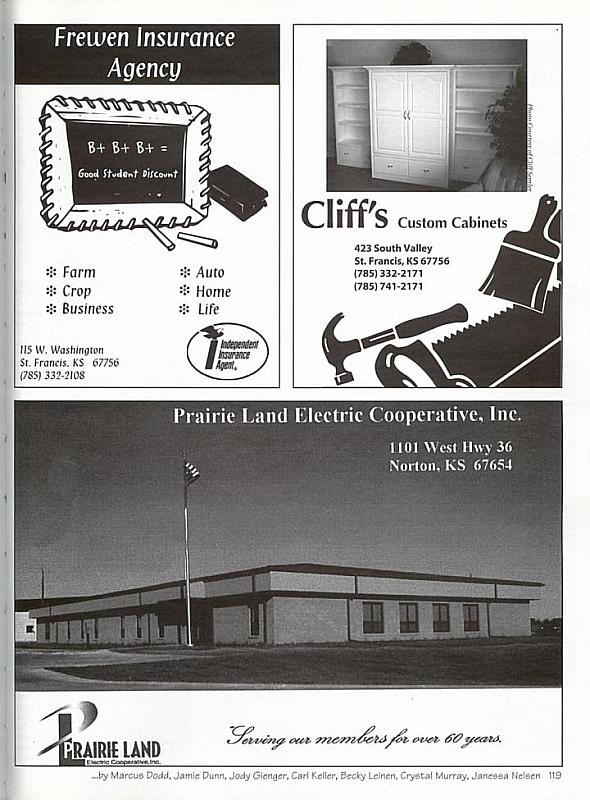 Frewen Insurance
Agency
B+ B+ B+ =
Good Student Discount
❇ Farm
❇ Crop
❇ Business
❇ Auto
❇ Home
❇ Life
115 W. Washington
St. Francis, KS 67756
(785) 332-2108
Independent
Insurance
Agent®
Photo Courtesy of Cliff Serviss
Cliff's Custom Cabinets
423 South Valley
St. Francis, KS 67756
(785) 332-2171
(785) 741-2171
Prairie Land Electric Cooperative, Inc.
1101 West Hwy 36
Norton, KS 67654
PRAIRIE LAND
Electric Cooperative, Inc.
"Serving our members for over 60 years.
...by Marcus Dodd, Jamie Dunn, Jody Gienger, Carl Keller, Becky Leinen, Crystal Murray, Janessa Nelsen 119